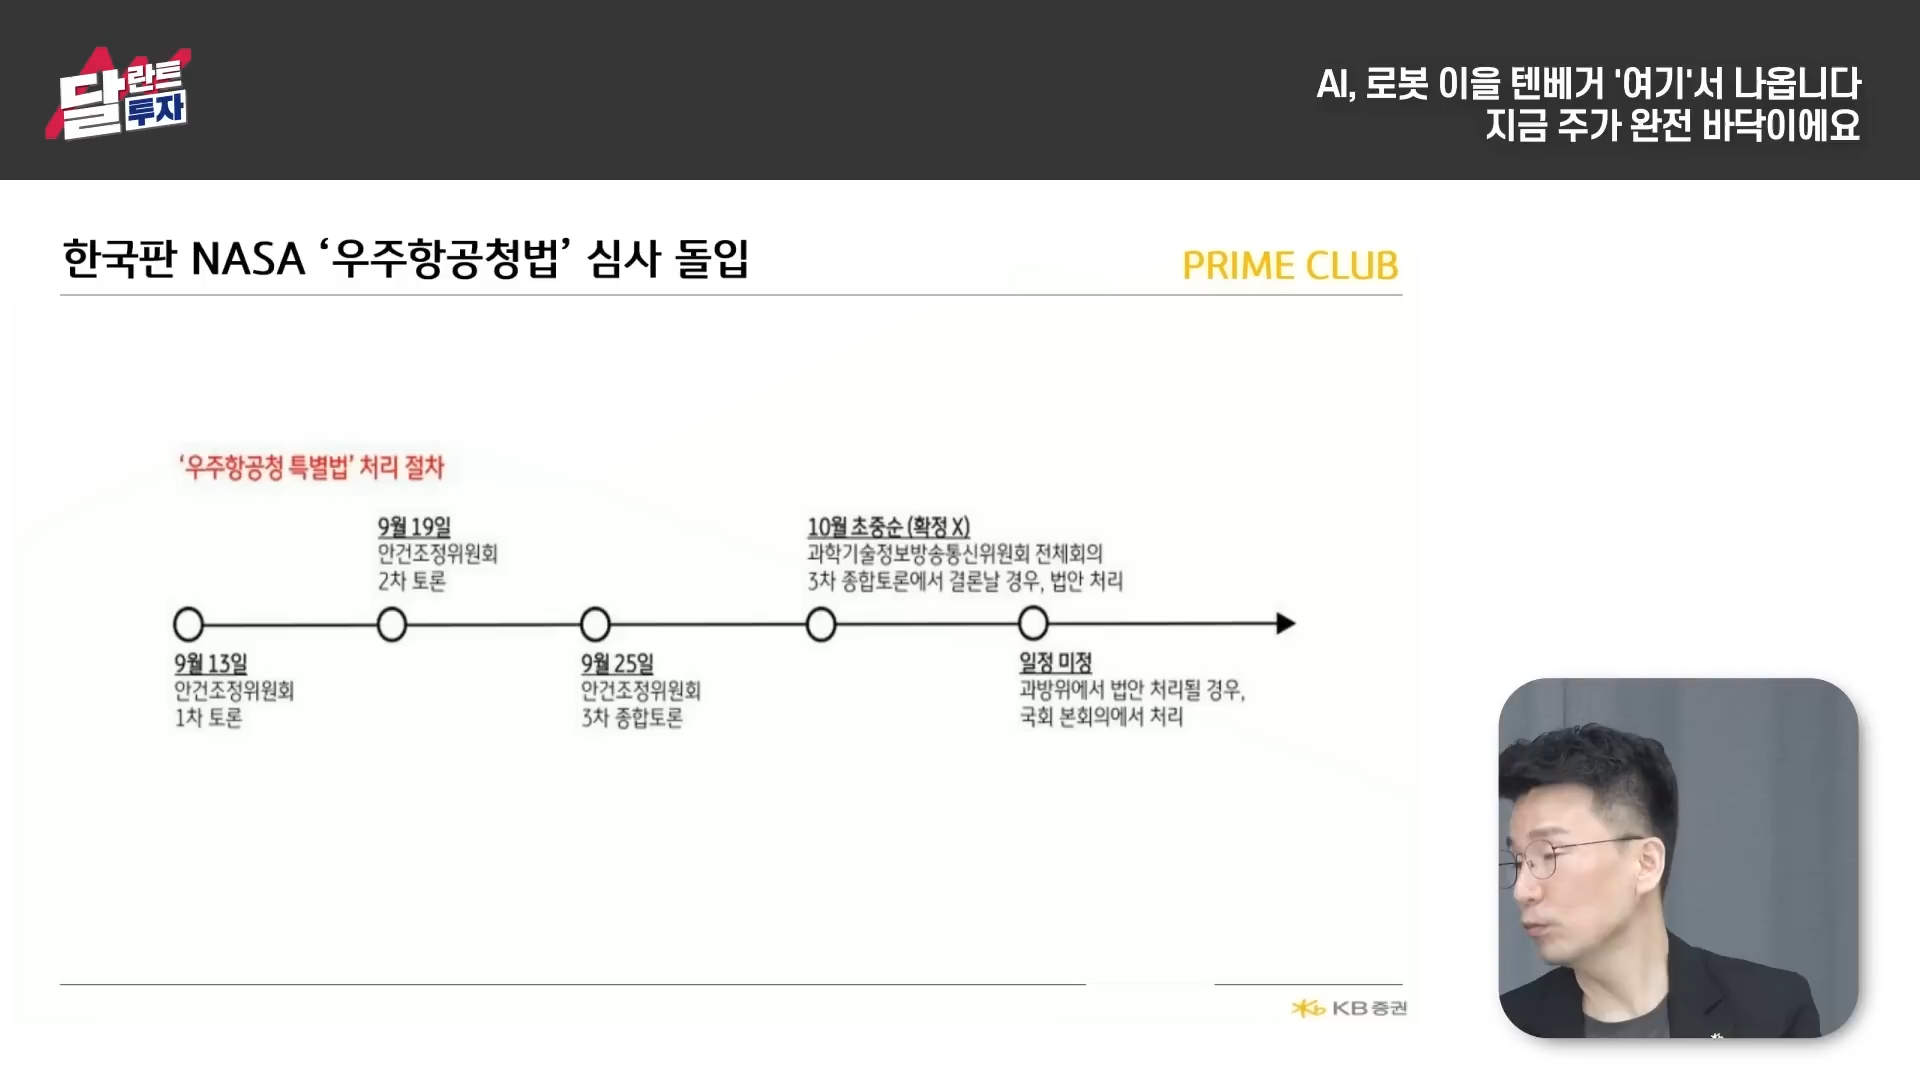 달란트
투자
AI, 로봇 이을 텐베거 '여기'서 나옵니다
지금 주가 완전 바닥이에요
한국판 NASA ‘우주항공청법’ 심사 돌입
PRIME CLUB
‘우주항공청 특별법’ 처리 절차
9월 13일
안건조정위원회
1차 토론
9월 19일
안건조정위원회
2차 토론
9월 25일
안건조정위원회
3차 종합토론
10월 초중순 (확정 X)
과학기술정보방송통신위원회 전체회의
3차 종합토론에서 결론날 경우, 법안 처리
일정 미정
과방위에서 법안 처리될 경우,
국회 본회의에서 처리
KB증권